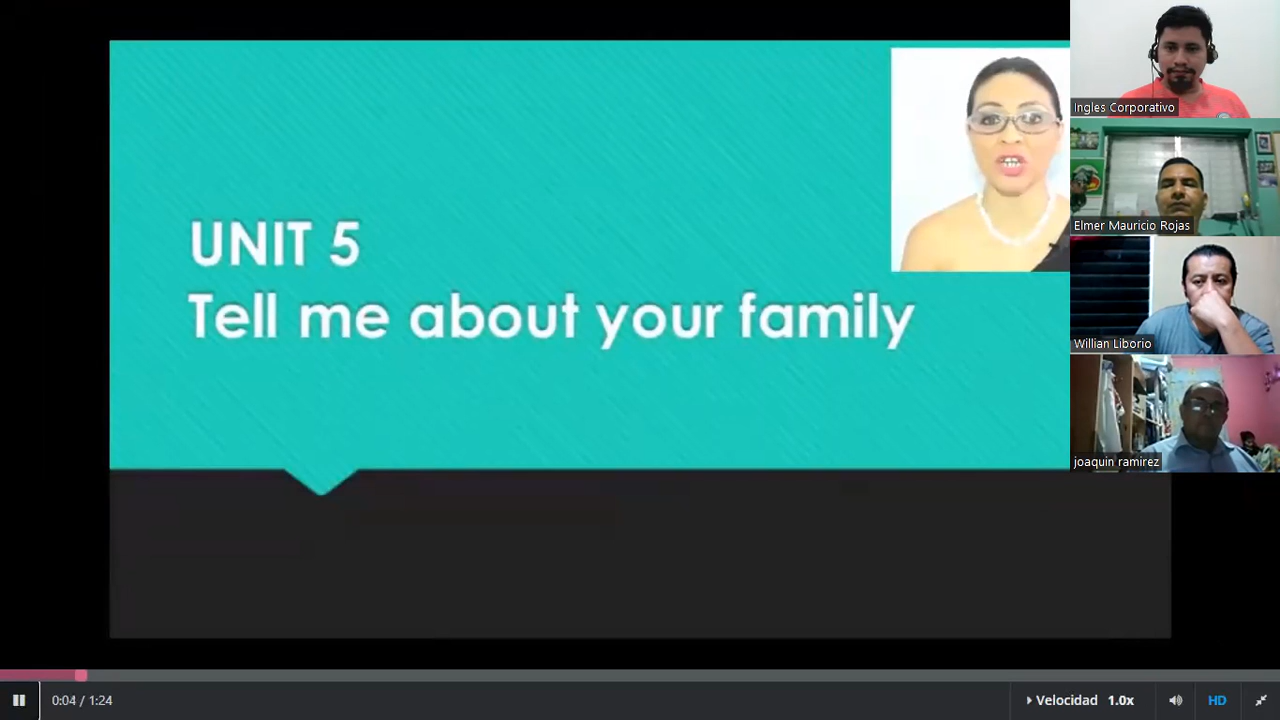 UNIT 5
Tell me about your family
Ingles Corporativo
Elmer Mauricio Rojas
Willian Liborio
joaquin ramirez
0:04 / 1:24
Velocidad 1.0x
HD